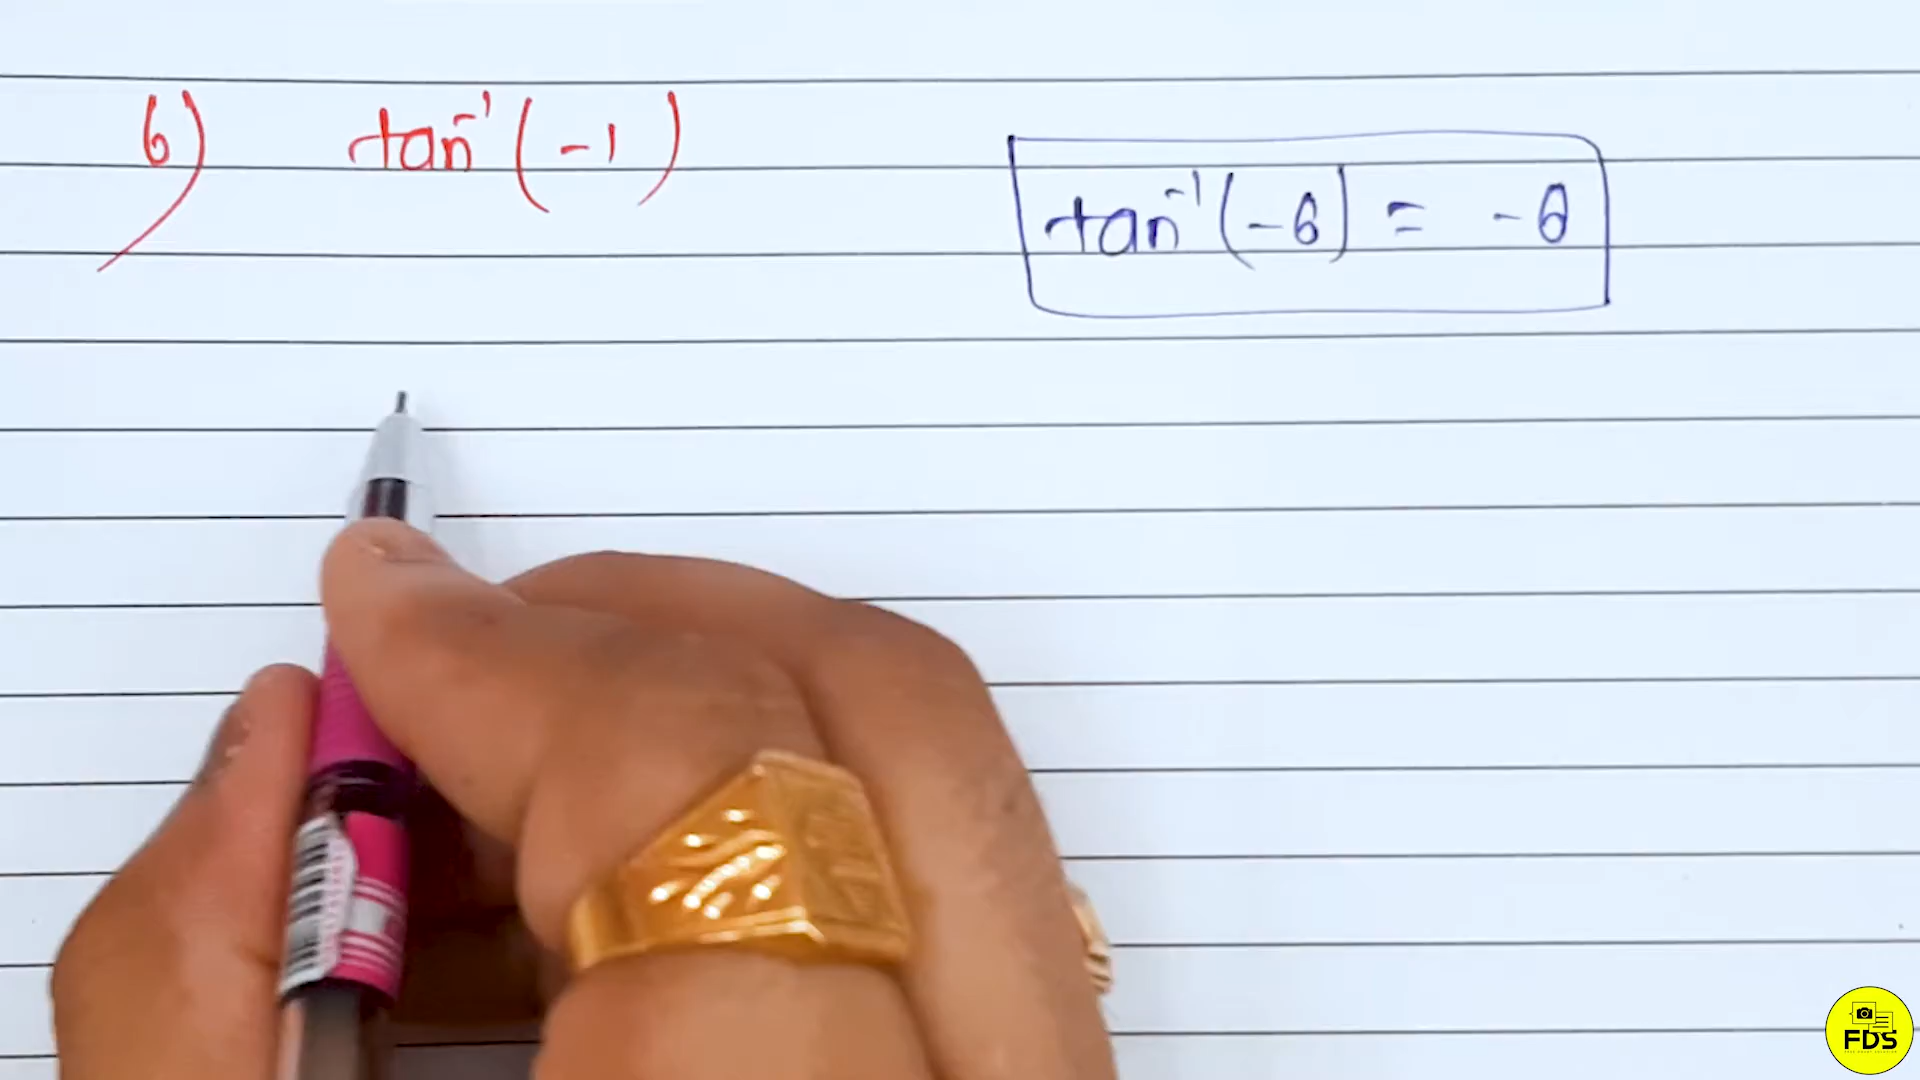 6) tan⁻¹(-1)
tan⁻¹(-θ) = -θ
FDS